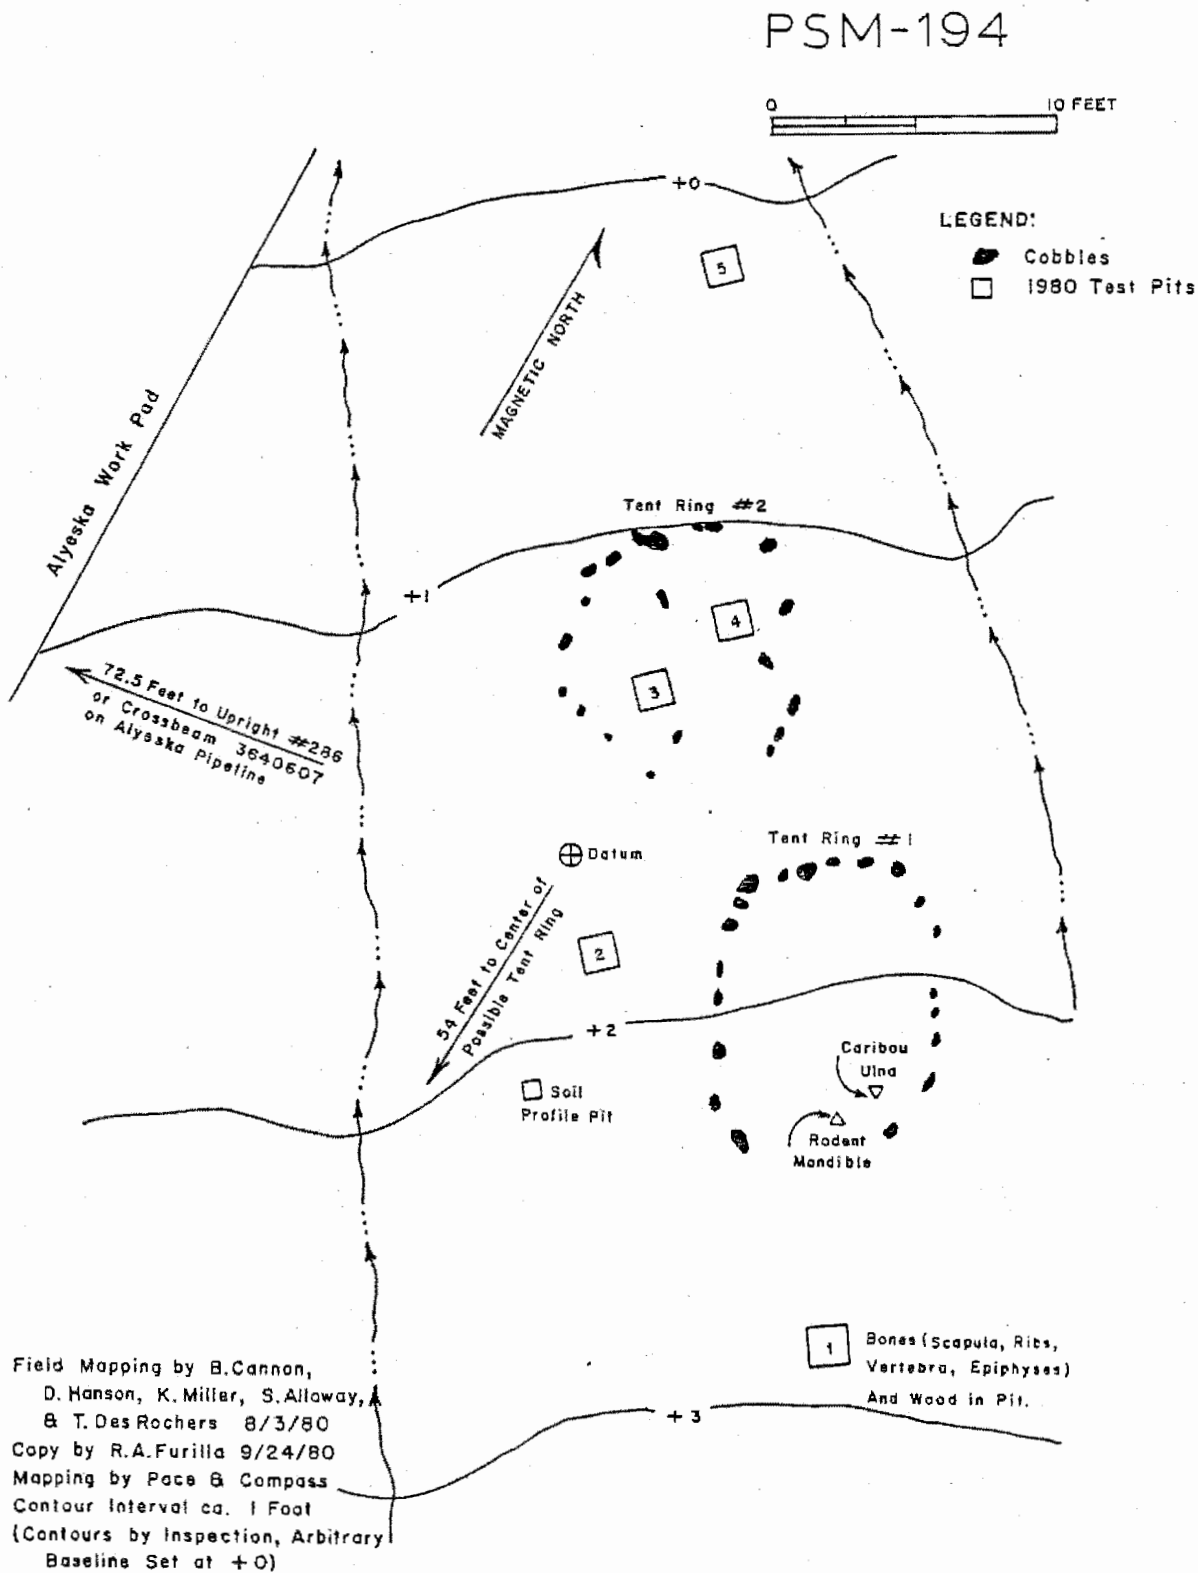 PSM-194
0 10 FEET
+0
LEGEND:
Cobbles
1980 Test Pits
5
MAGNETIC NORTH
Alyeska Work Pad
Tent Ring #2
+1
4
3
72.5 Feet to Upright #286
or Crossbeam 3640607
on Alyeska Pipeline
Tent Ring #1
Datum
54 Feet to Center of
Possible Tent Ring
2
+2
Caribou
Ulna
Soil
Profile Pit
Rodent
Mandible
1
Bones (Scapula, Ribs,
Vertebra, Epiphyses)
And Wood in Pit.
+3
Field Mapping by B. Cannon,
D. Hanson, K. Miller, S. Alloway,
& T. Des Rochers 8/3/80
Copy by R.A. Furilla 9/24/80
Mapping by Pace & Compass
Contour Interval ca. 1 Foot
(Contours by Inspection, Arbitrary
Baseline Set at +0)